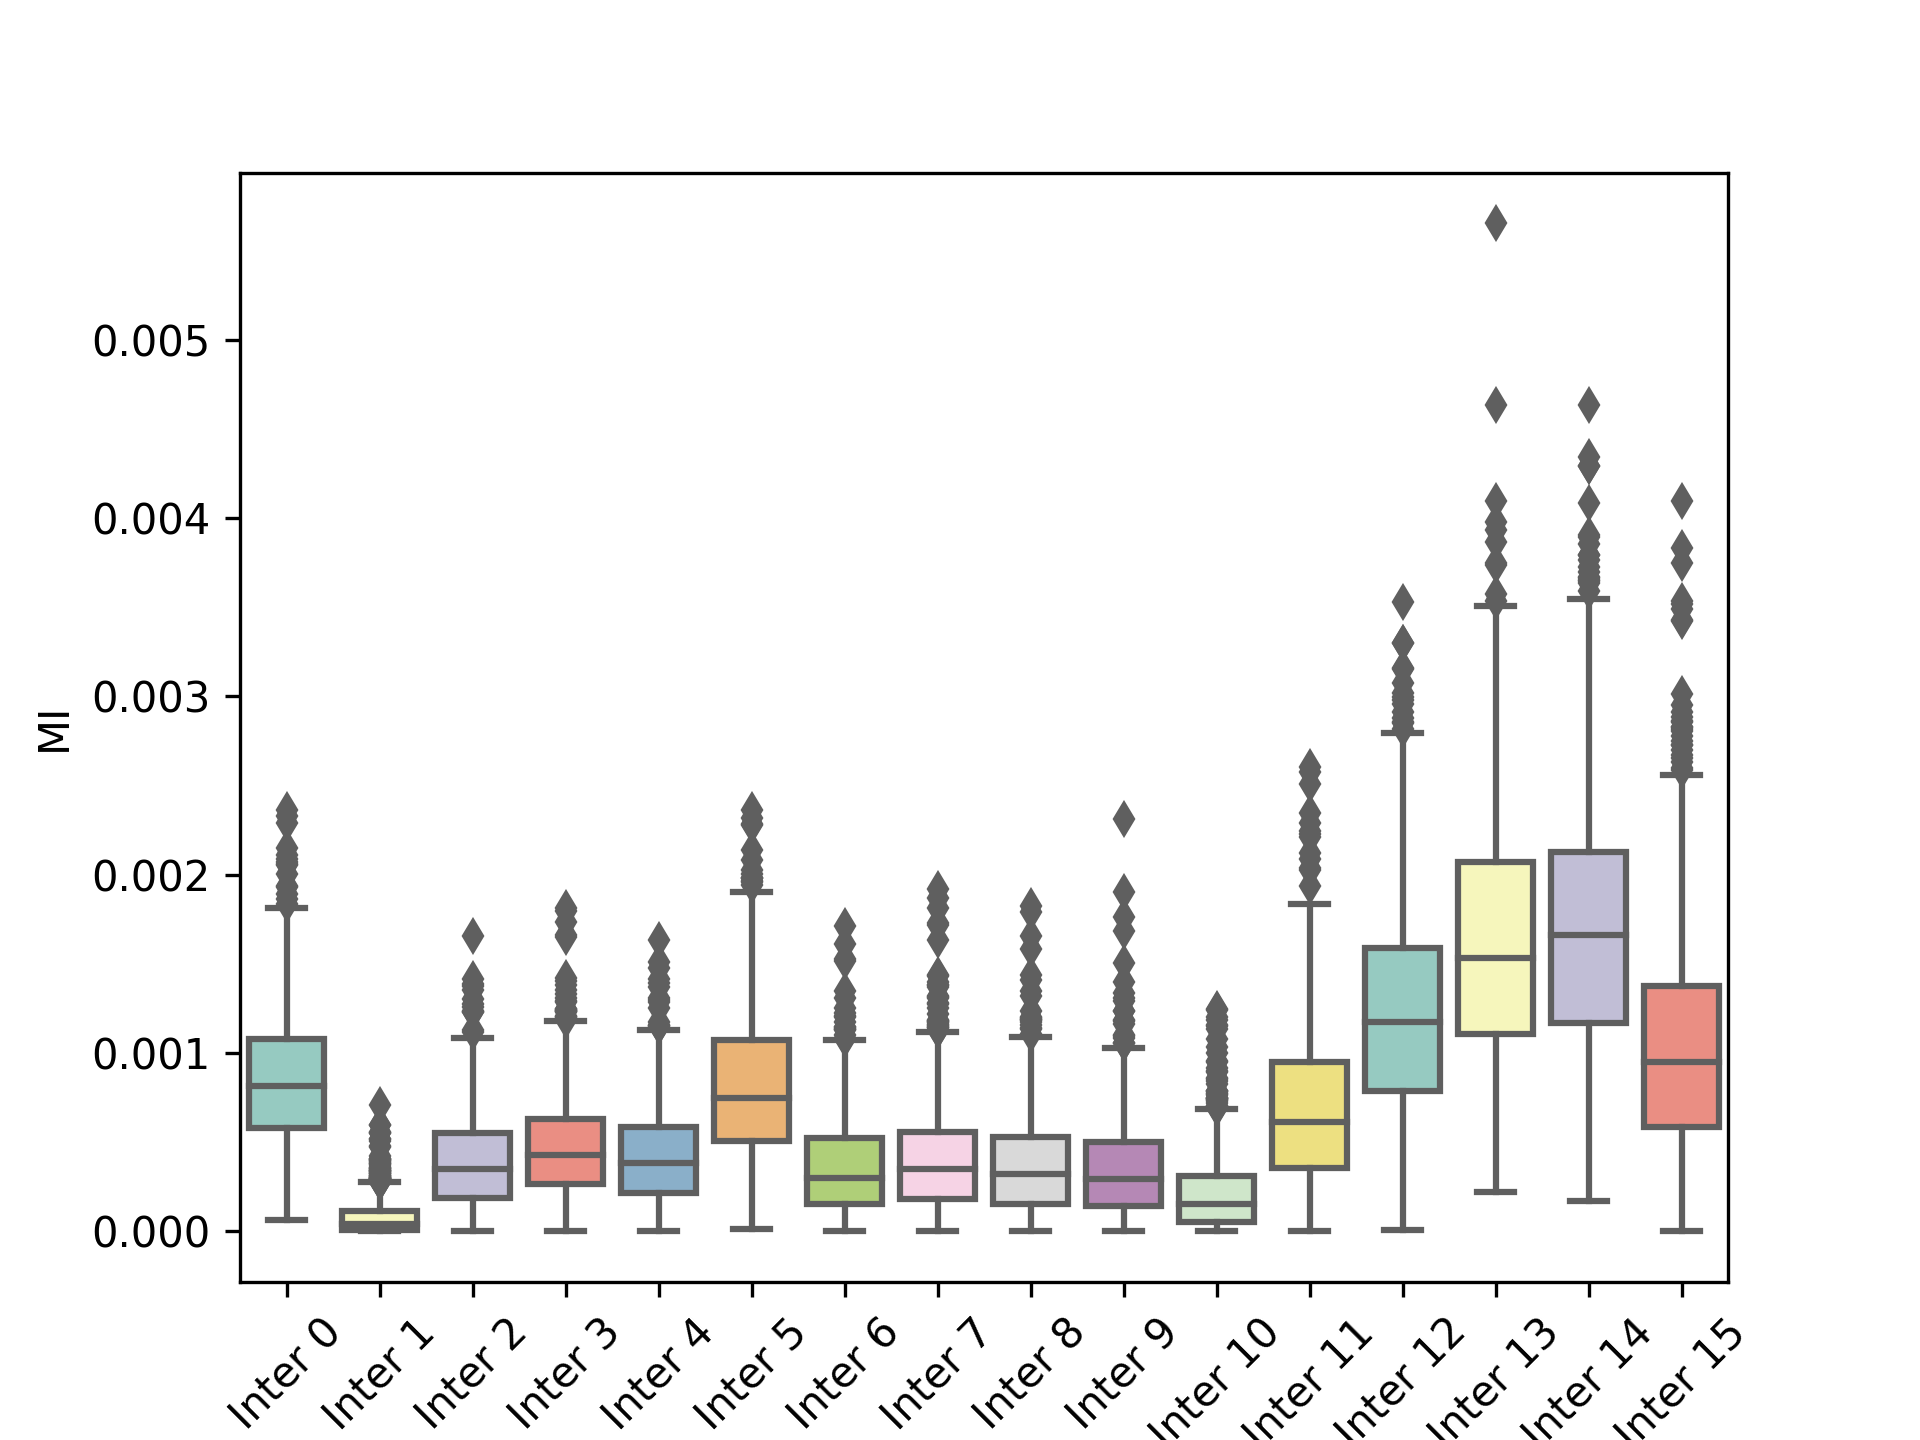 MI
0.005
0.004
0.003
0.002
0.001
0.000
Inter 0
Inter 1
Inter 2
Inter 3
Inter 4
Inter 5
Inter 6
Inter 7
Inter 8
Inter 9
Inter 10
Inter 11
Inter 12
Inter 13
Inter 14
Inter 15